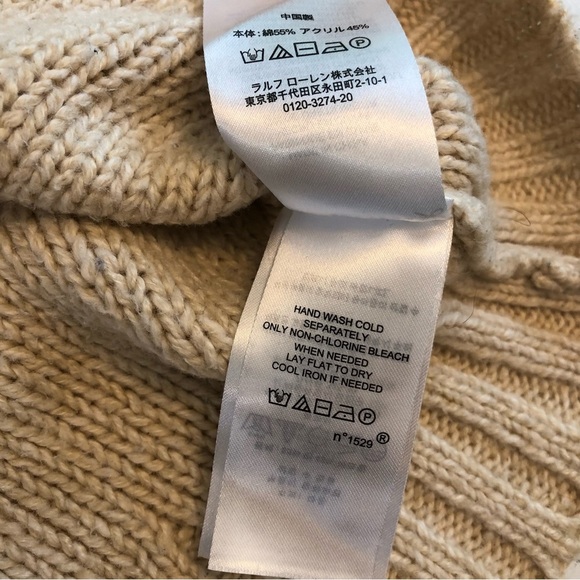 中国製
本体：綿55% アクリル45%
ラルフ ローレン株式会社
東京都千代田区永田町2-10-1
0120-3274-20
HAND WASH COLD
SEPARATELY
ONLY NON-CHLORINE BLEACH
WHEN NEEDED
LAY FLAT TO DRY
COOL IRON IF NEEDED
P
n°1529 ®